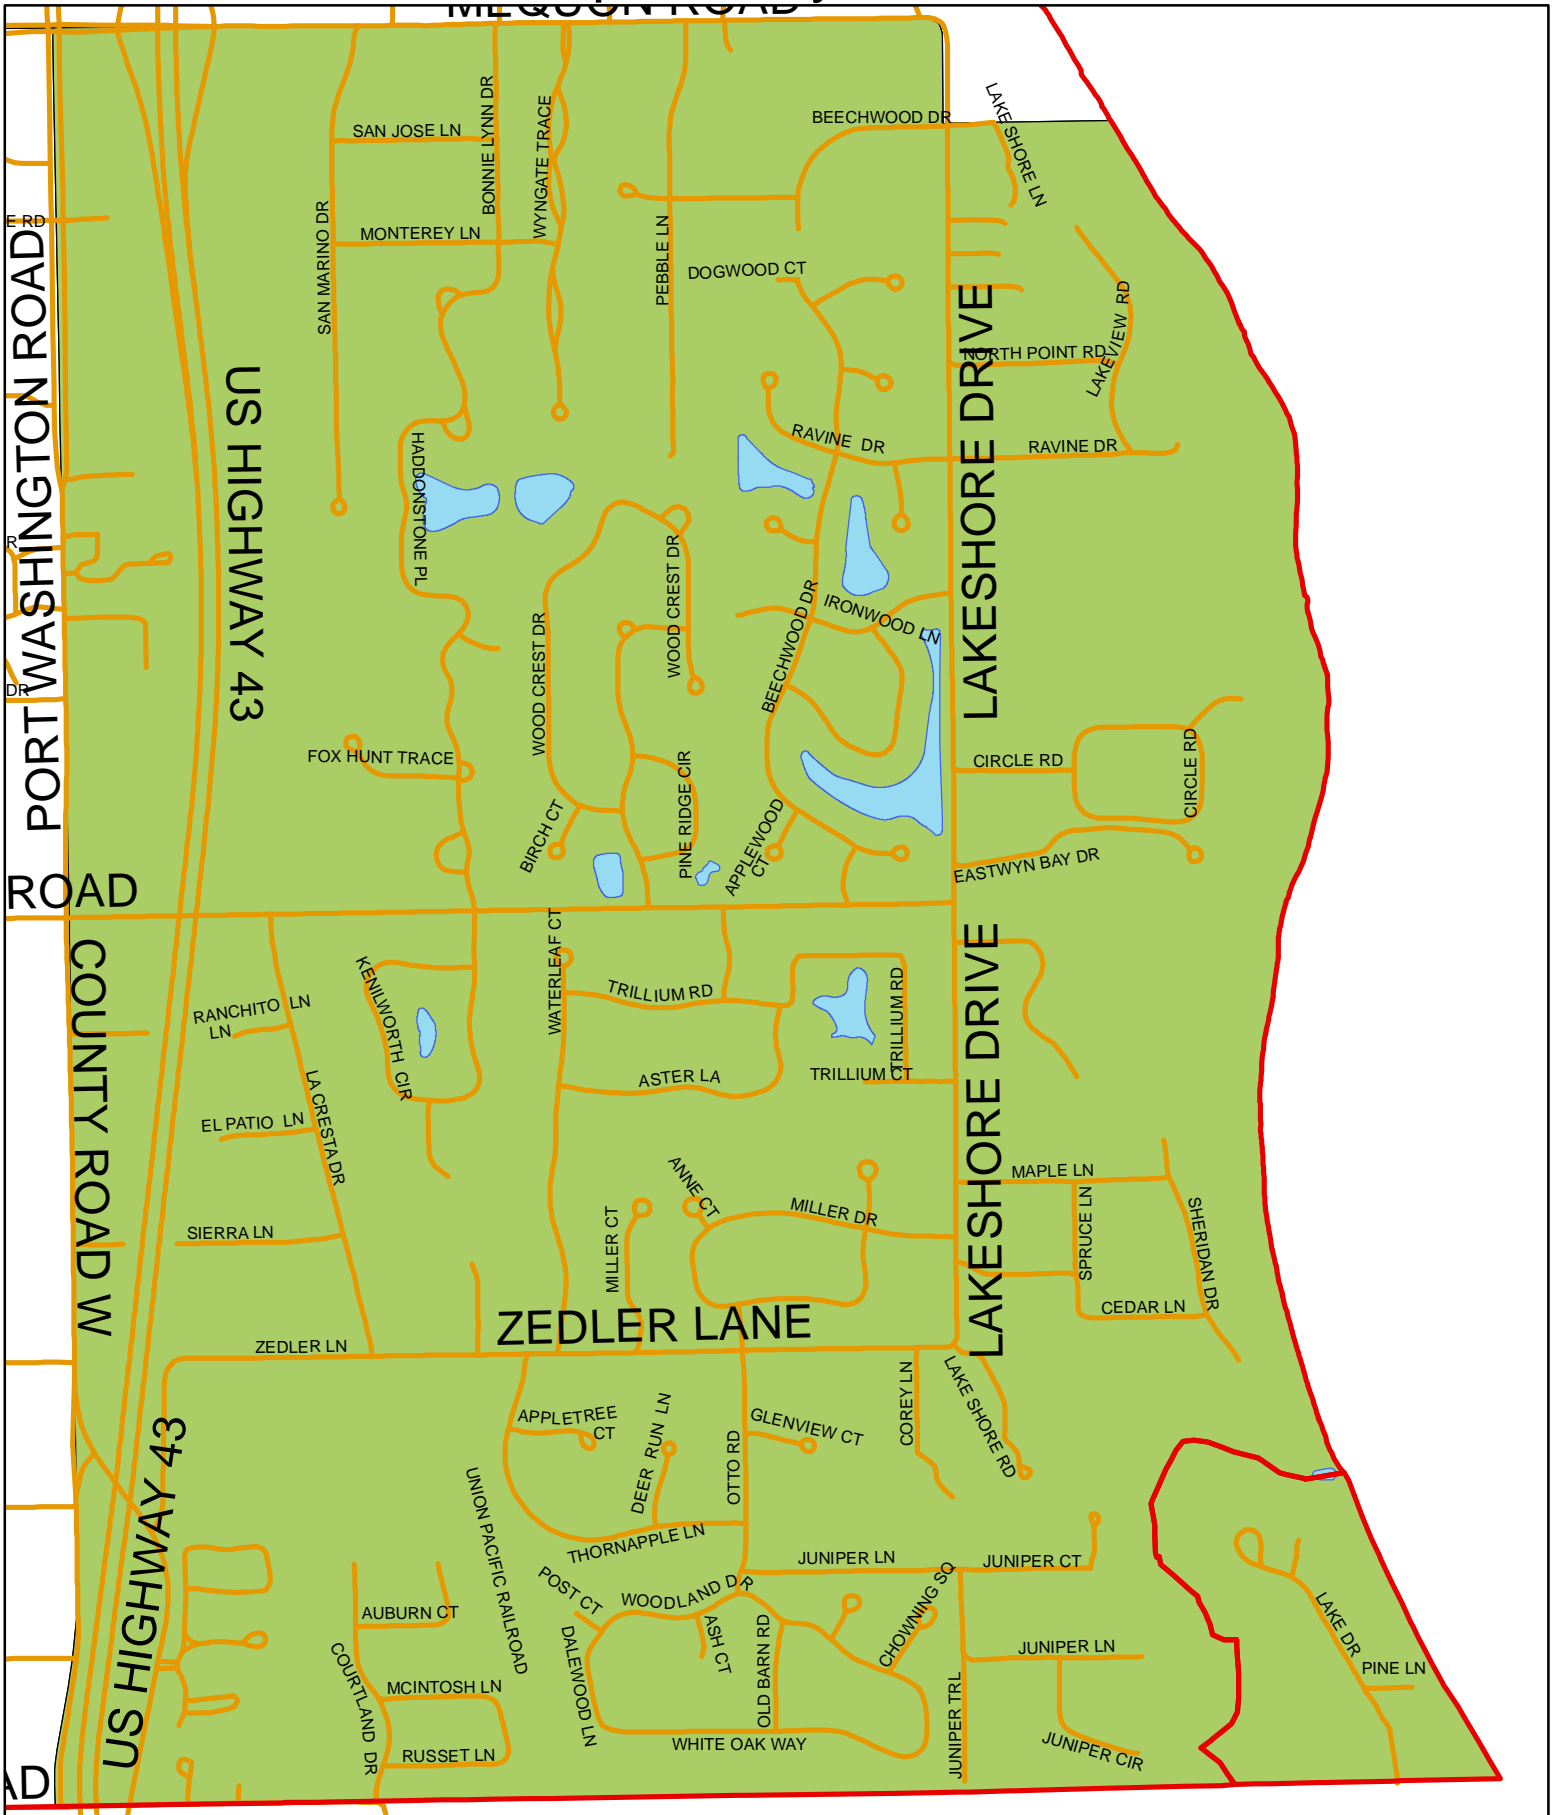 MEQUON ROAD
LAKE SHORE LN
BEECHWOOD DR
SAN JOSE LN
BONNIE LYNN DR
WYNGATE TRACE
E RD
MONTEREY LN
SAN MARINO DR
PEBBLE LN
DOGWOOD CT
LAKEVIEW RD
NORTH POINT RD
LAKESHORE DRIVE
PORT WASHINGTON ROAD
US HIGHWAY 43
RAVINE DR
RAVINE DR
HADDONSTONE PL
R
WOOD CREST DR
WOOD CREST DR
BEECHWOOD DR
IRONWOOD LN
DR
FOX HUNT TRACE
CIRCLE RD
CIRCLE RD
BIRCH CT
PINE RIDGE CIR
APPLEWOOD
CT
EASTWYN BAY DR
ROAD
COUNTY ROAD W
WATERLEAF CT
KENILWORTH CIR
TRILLIUM RD
TRILLIUM RD
TRILLIUM CT
RANCHITO LN
LN
LAKESHORE DRIVE
ASTER LA
LA CRESTA DR
EL PATIO LN
ANNE CT
MAPLE LN
SPRUCE LN
SHERIDAN DR
SIERRA LN
MILLER CT
MILLER DR
CEDAR LN
ZEDLER LANE
ZEDLER LN
COREY LN
LAKE SHORE RD
APPLETREE
CT
DEER RUN LN
GLENVIEW CT
OTTO RD
US HIGHWAY 43
UNION PACIFIC RAILROAD
THORNAPPLE LN
JUNIPER LN
JUNIPER CT
POST CT
WOODLAND DR
CHOWNING SQ
AUBURN CT
ASH CT
OLD BARN RD
DALEWOOD LN
LAKE DR
JUNIPER LN
PINE LN
COURTLAND DR
MCINTOSH LN
JUNIPER TRL
WHITE OAK WAY
RUSSET LN
JUNIPER CIR
AD